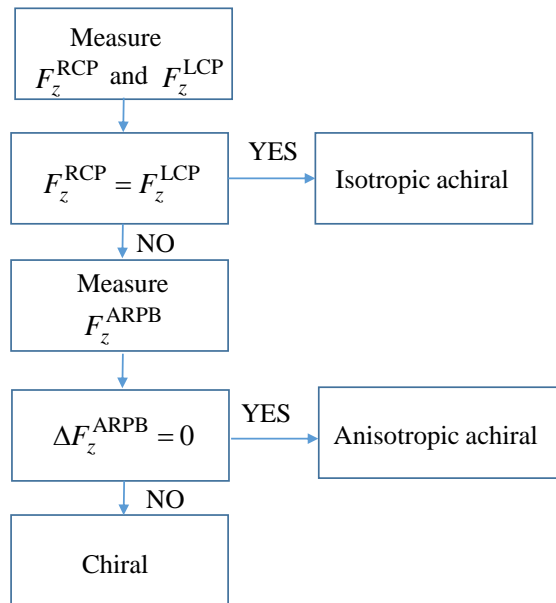 Measure
F_z^RCP and F_z^LCP
F_z^RCP = F_z^LCP
YES
Isotropic achiral
NO
Measure
F_z^ARPB
ΔF_z^ARPB = 0
YES
Anisotropic achiral
NO
Chiral